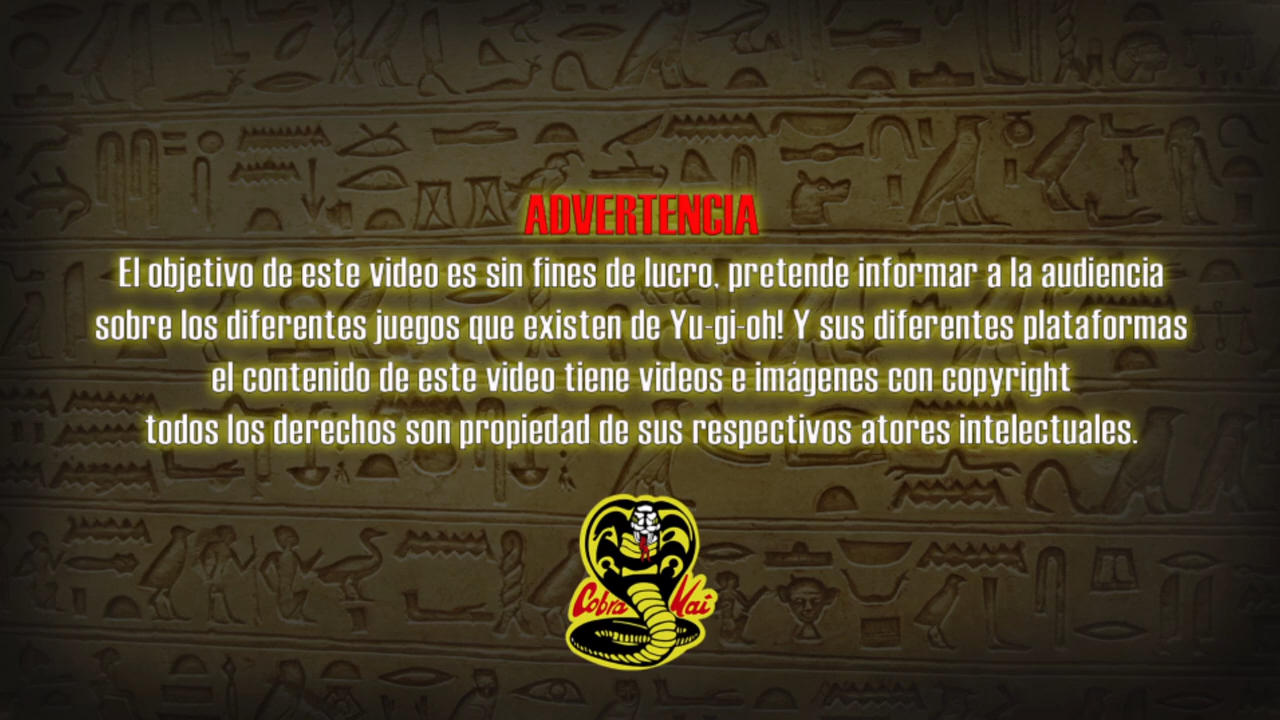 ADVERTENCIA
El objetivo de este video es sin fines de lucro, pretende informar a la audiencia
sobre los diferentes juegos que existen de Yu-gi-oh! Y sus diferentes plataformas
el contenido de este video tiene videos e imágenes con copyright
todos los derechos son propiedad de sus respectivos atores intelectuales.
Cobra Kai